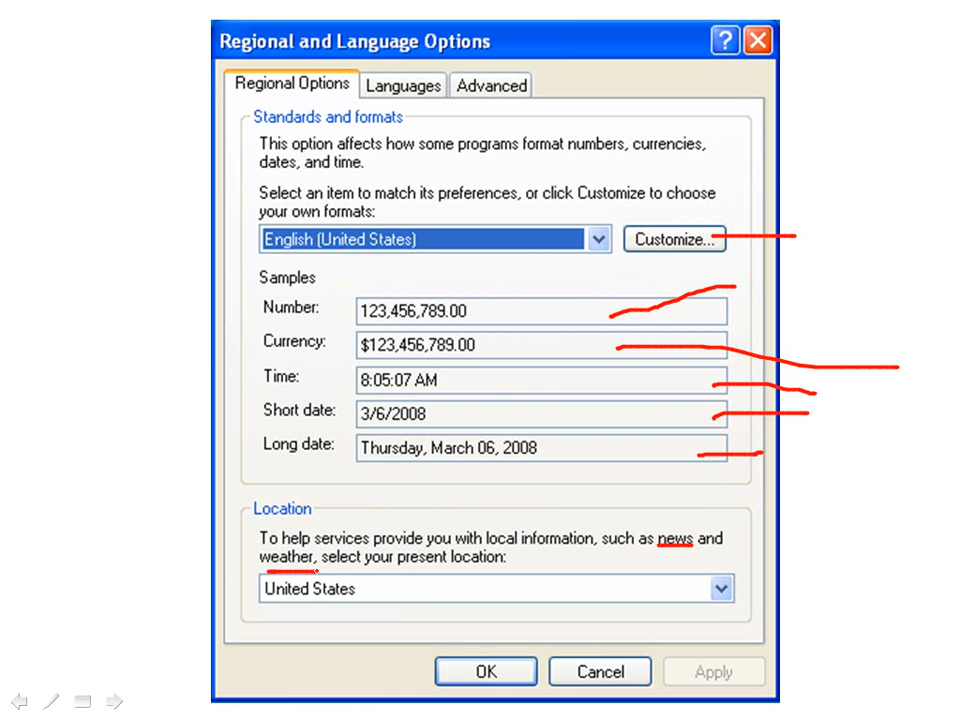 Regional and Language Options
Regional Options Languages Advanced
Standards and formats
This option affects how some programs format numbers, currencies,
dates, and time.
Select an item to match its preferences, or click Customize to choose
your own formats:
English (United States) Customize...
Samples
Number: 123,456,789.00
Currency: $123,456,789.00
Time: 8:05:07 AM
Short date: 3/6/2008
Long date: Thursday, March 06, 2008
Location
To help services provide you with local information, such as news and
weather, select your present location:
United States
OK Cancel Apply